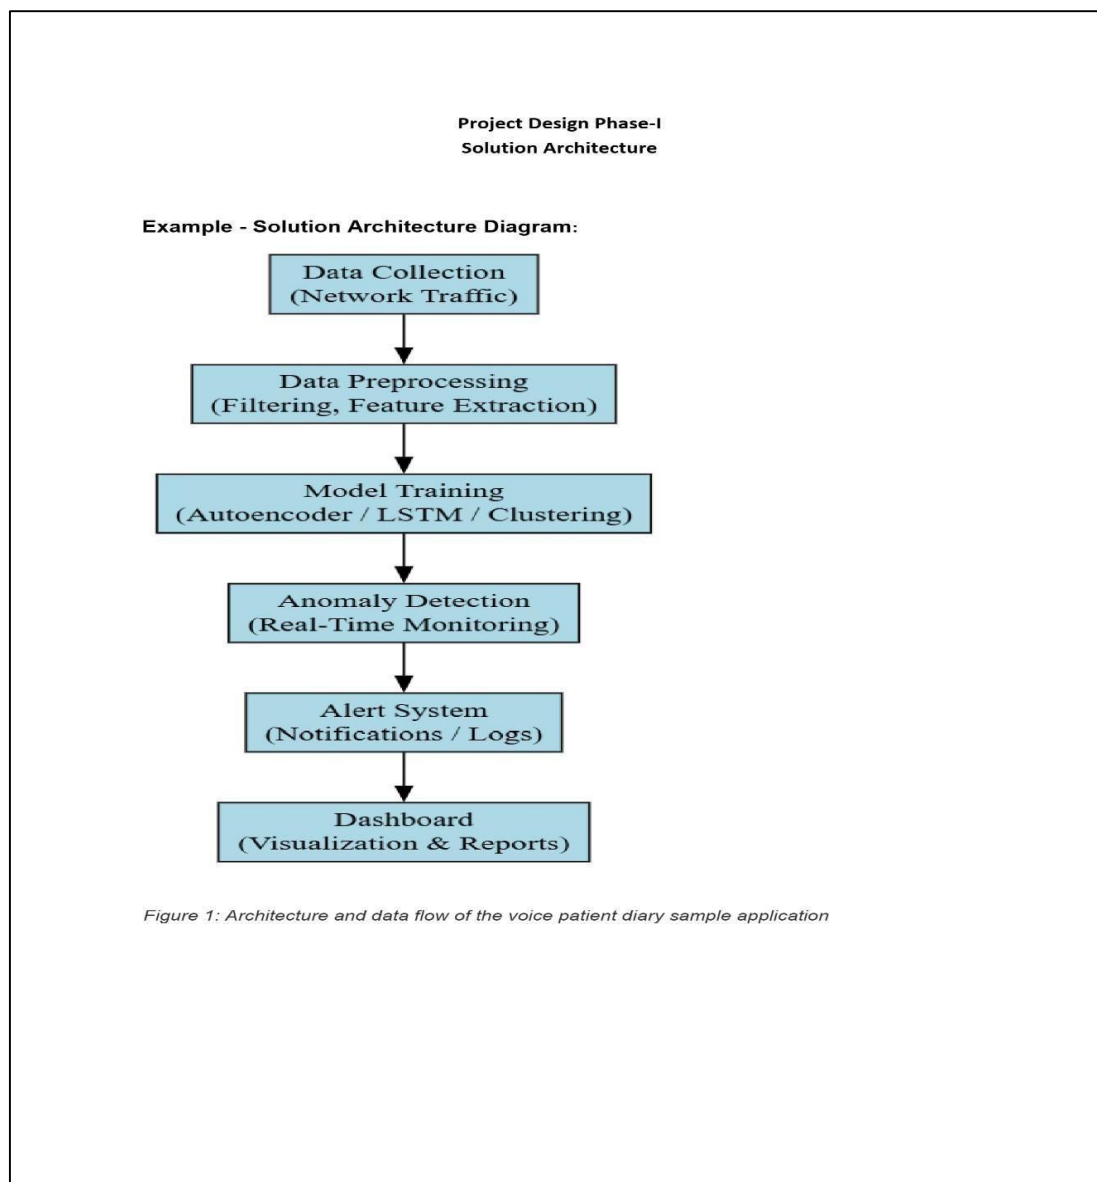 Project Design Phase-I
Solution Architecture
Example - Solution Architecture Diagram:
Data Collection
(Network Traffic)
Data Preprocessing
(Filtering, Feature Extraction)
Model Training
(Autoencoder / LSTM / Clustering)
Anomaly Detection
(Real-Time Monitoring)
Alert System
(Notifications / Logs)
Dashboard
(Visualization & Reports)
Figure 1: Architecture and data flow of the voice patient diary sample application